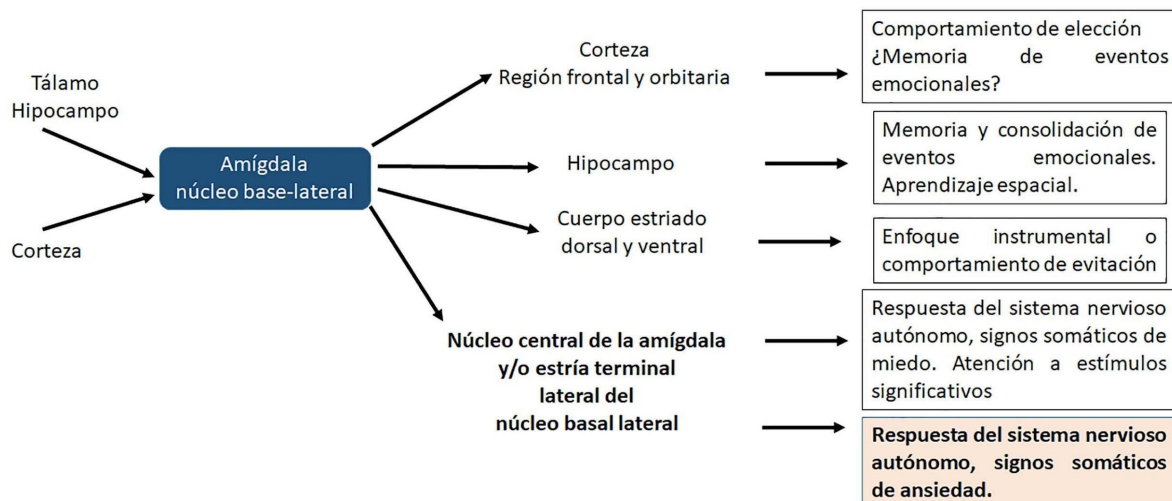 Tálamo
Hipocampo
Corteza
Amígdala
núcleo base-lateral
Corteza
Región frontal y orbitaria
Hipocampo
Cuerpo estriado
dorsal y ventral
Núcleo central de la amígdala
y/o estría terminal
lateral del
núcleo basal lateral
Comportamiento de elección
¿Memoria de eventos
emocionales?
Memoria y consolidación de
eventos emocionales.
Aprendizaje espacial.
Enfoque instrumental o
comportamiento de evitación
Respuesta del sistema nervioso
autónomo, signos somáticos de
miedo. Atención a estímulos
significativos
Respuesta del sistema nervioso
autónomo, signos somáticos
de ansiedad.